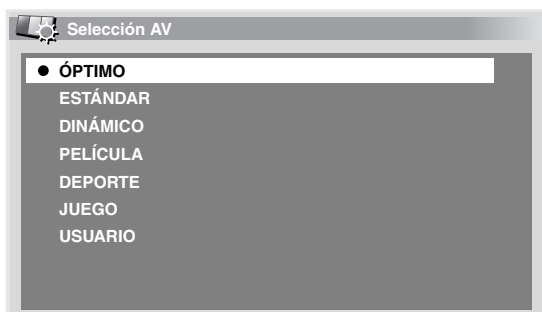 Selección AV
ÓPTIMO
ESTÁNDAR
DINÁMICO
PELÍCULA
DEPORTE
JUEGO
USUARIO